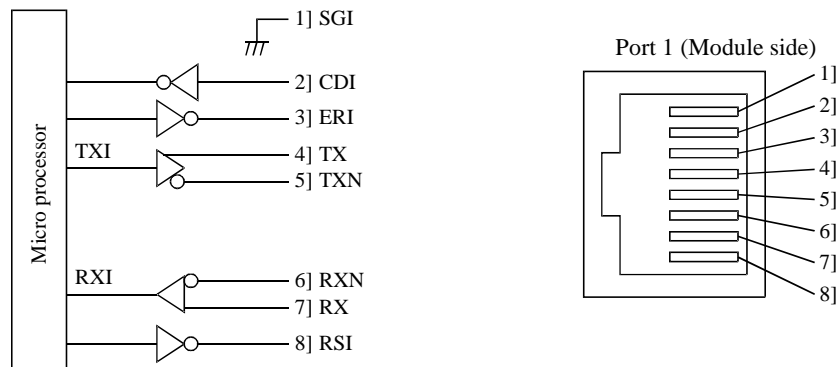 1] SGI
2] CDI
3] ERI
TXI
4] TX
5] TXN
Micro processor
RXI
6] RXN
7] RX
8] RSI
Port 1 (Module side)
1]
2]
3]
4]
5]
6]
7]
8]